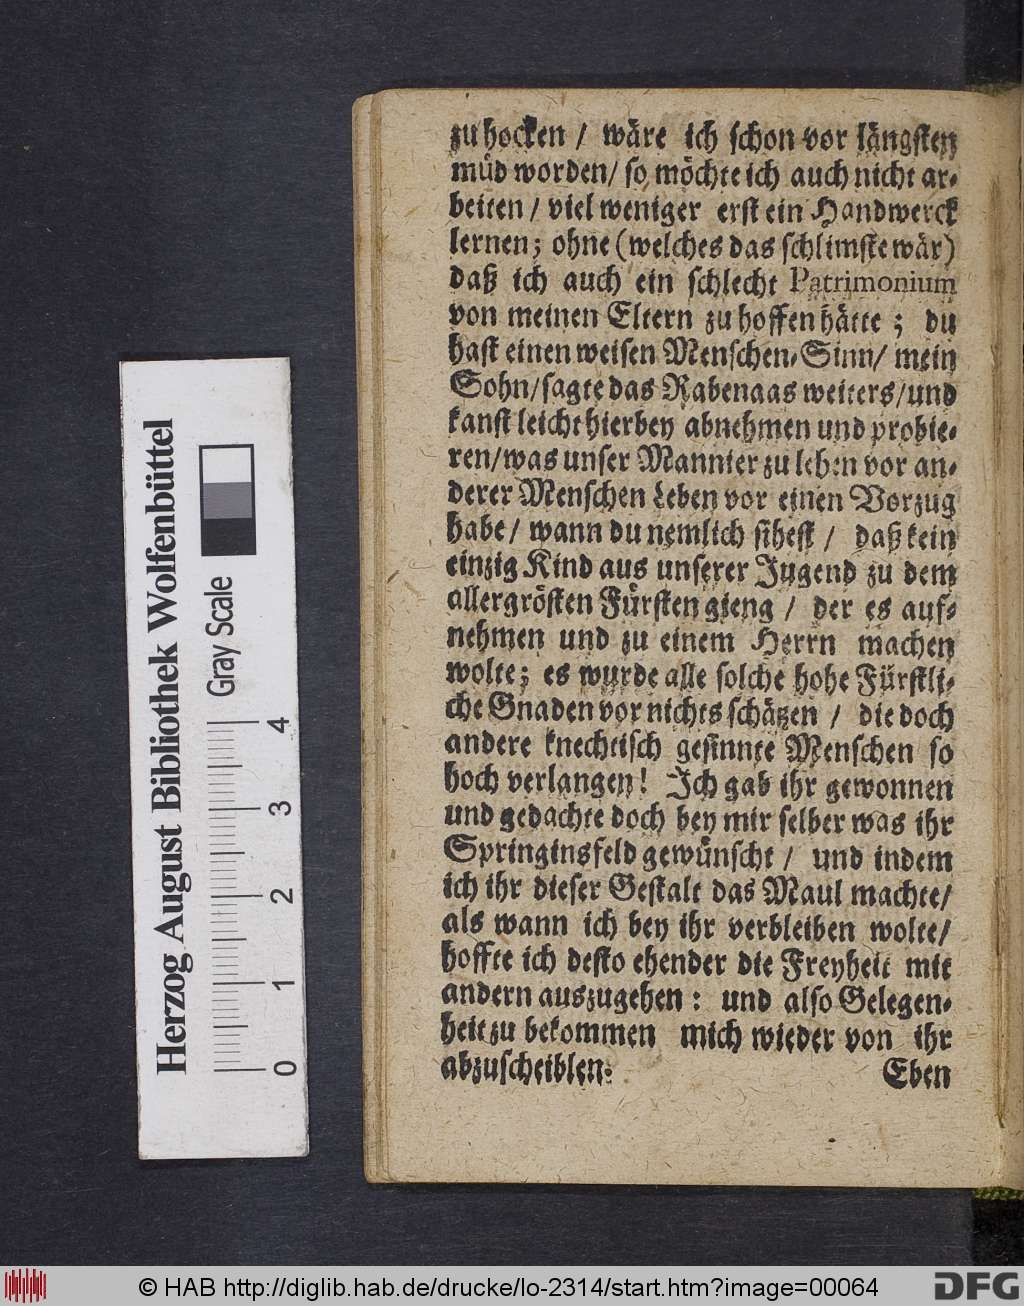 zu hocken / wäre ich schon vor längsten
müd worden / so möchte ich auch nicht ar-
beiten / viel weniger erst ein Handwerck
lernen; ohne (welches das schlimste wär)
daß ich auch ein schlecht Patrimonium
von meinen Eltern zu hoffen hätte; du
hast einen weisen Menschen-Sinn / mein
Sohn / sagte das Rabenaas weiters / und
kanst leicht hierbey abnehmen und probie-
ren / was unser Mannier zu leben vor an-
derer Menschen Leben vor einen Vorzug
habe / wann du nemlich sihest / daß kein
einzig Kind aus unserer Jugend zu dem
allergrösten Fürsten gieng / der es auf-
nehmen und zu einem Herrn machen
wolte; es wurde alle solche hohe Fürstli-
che Gnaden vor nichts schätzen / die doch
andere knechtisch gesinnte Menschen so
hoch verlangen! Ich gab ihr gewonnen
und gedachte doch bey mir selber was ihr
Springinsfeld gewünscht / und indem
ich ihr dieser Gestalt das Maul machte /
als wann ich bey ihr verbleiben wolte /
hoffte ich desto ehender die Freyheit mit
andern auszugehen: und also Gelegen-
heit zu bekommen mich wieder von ihr
abzuscheiblen.
Eben
Herzog August Bibliothek Wolfenbüttel
Gray Scale
0 1 2 3 4
© HAB http://diglib.hab.de/drucke/lo-2314/start.htm?image=00064
DFG